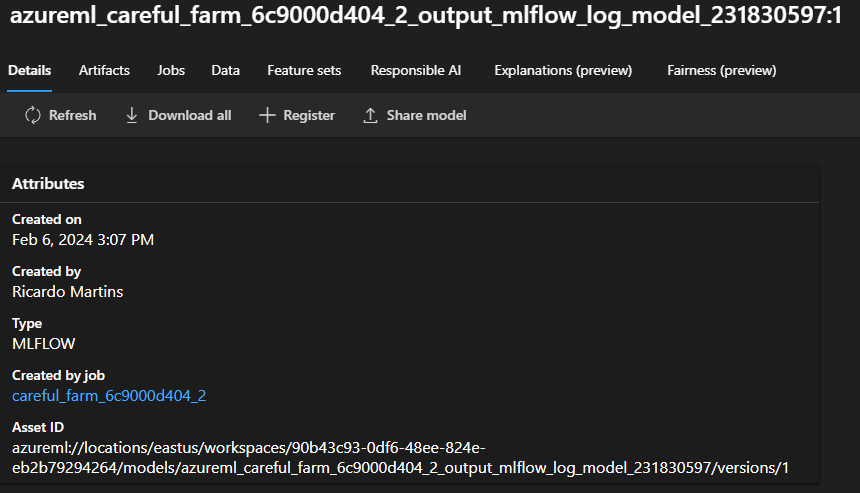 azureml_careful_farm_6c9000d404_2_output_mlflow_log_model_231830597:1
Details Artifacts Jobs Data Feature sets Responsible AI Explanations (preview) Fairness (preview)
Refresh Download all Register Share model
Attributes
Created on
Feb 6, 2024 3:07 PM
Created by
Ricardo Martins
Type
MLFLOW
Created by job
careful_farm_6c9000d404_2
Asset ID
azureml://locations/eastus/workspaces/90b43c93-0df6-48ee-824e-
eb2b79294264/models/azureml_careful_farm_6c9000d404_2_output_mlflow_log_model_231830597/versions/1